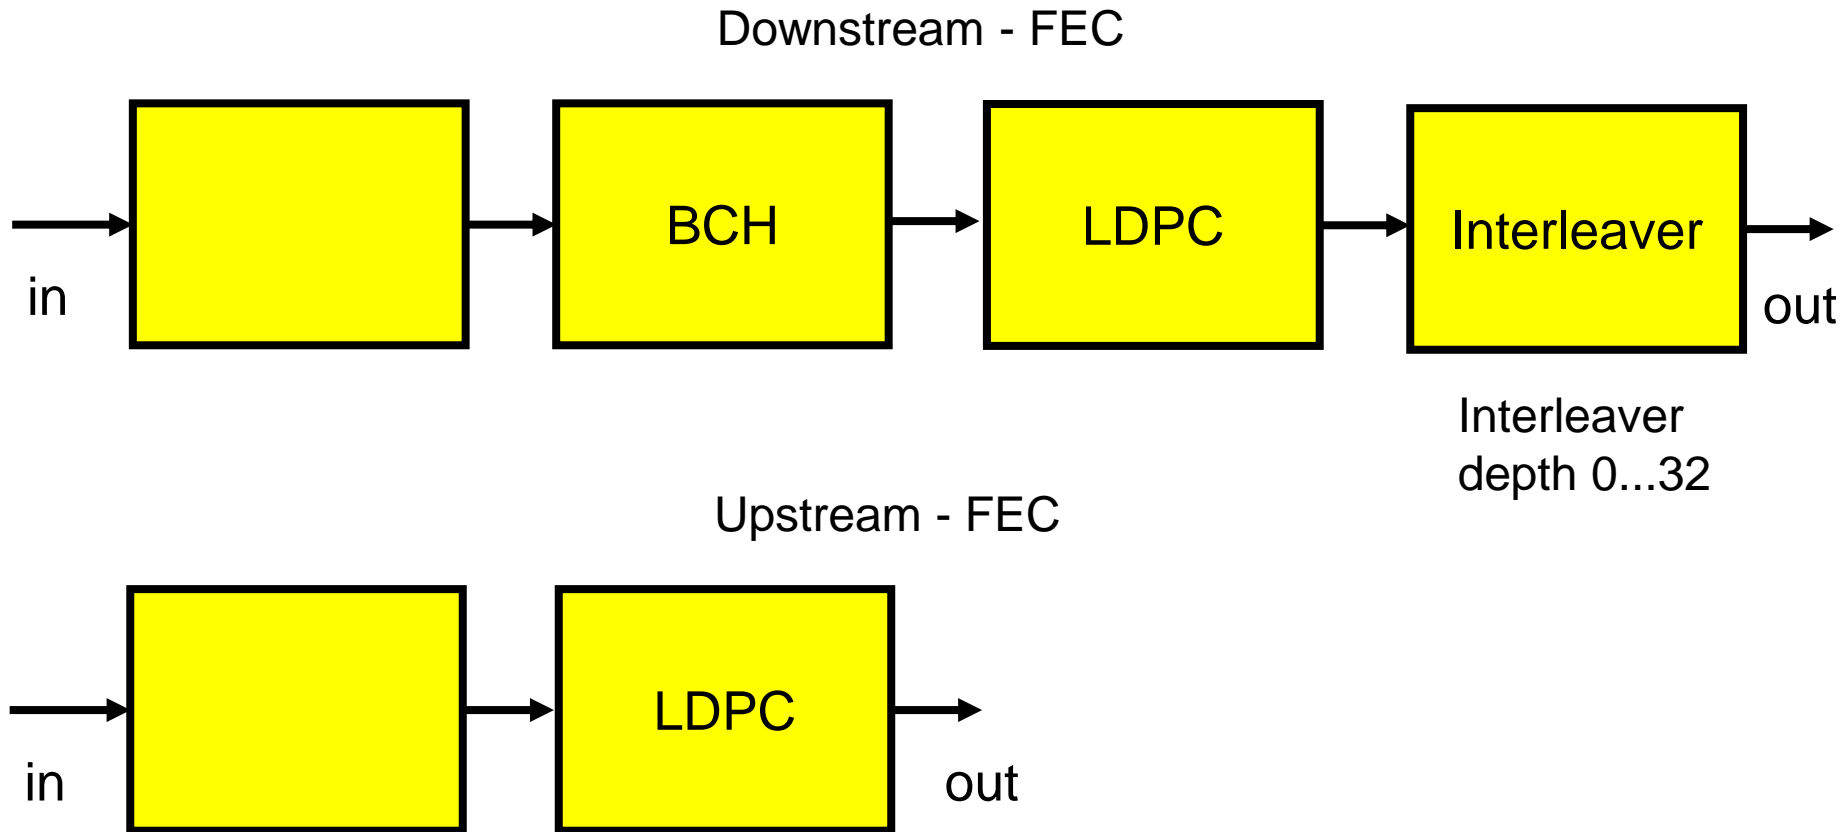 Downstream - FEC
BCH
LDPC
Interleaver
in
out
Interleaver
depth 0...32
Upstream - FEC
LDPC
in
out